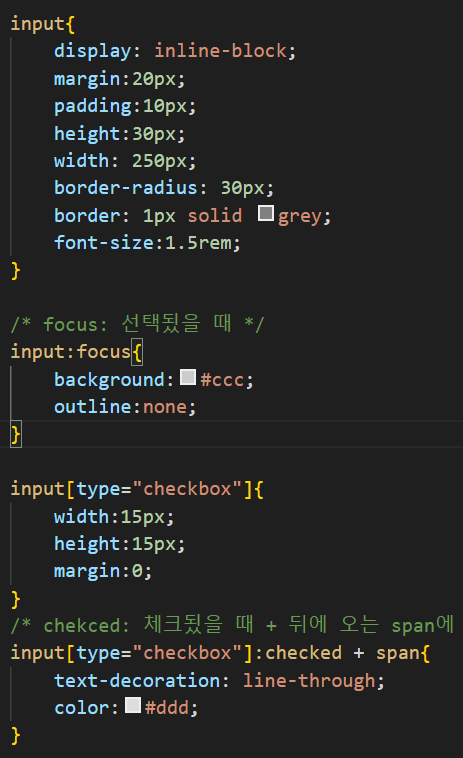 input{
    display: inline-block;
    margin:20px;
    padding:10px;
    height:30px;
    width: 250px;
    border-radius: 30px;
    border: 1px solid grey;
    font-size:1.5rem;
}
/* focus: 선택됬을 때 */
input:focus{
    background:#ccc;
    outline:none;
}
input[type="checkbox"]{
    width:15px;
    height:15px;
    margin:0;
}
/* chekced: 체크됬을 때 + 뒤에 오는 span에
input[type="checkbox"]:checked + span{
    text-decoration: line-through;
    color:#ddd;
}